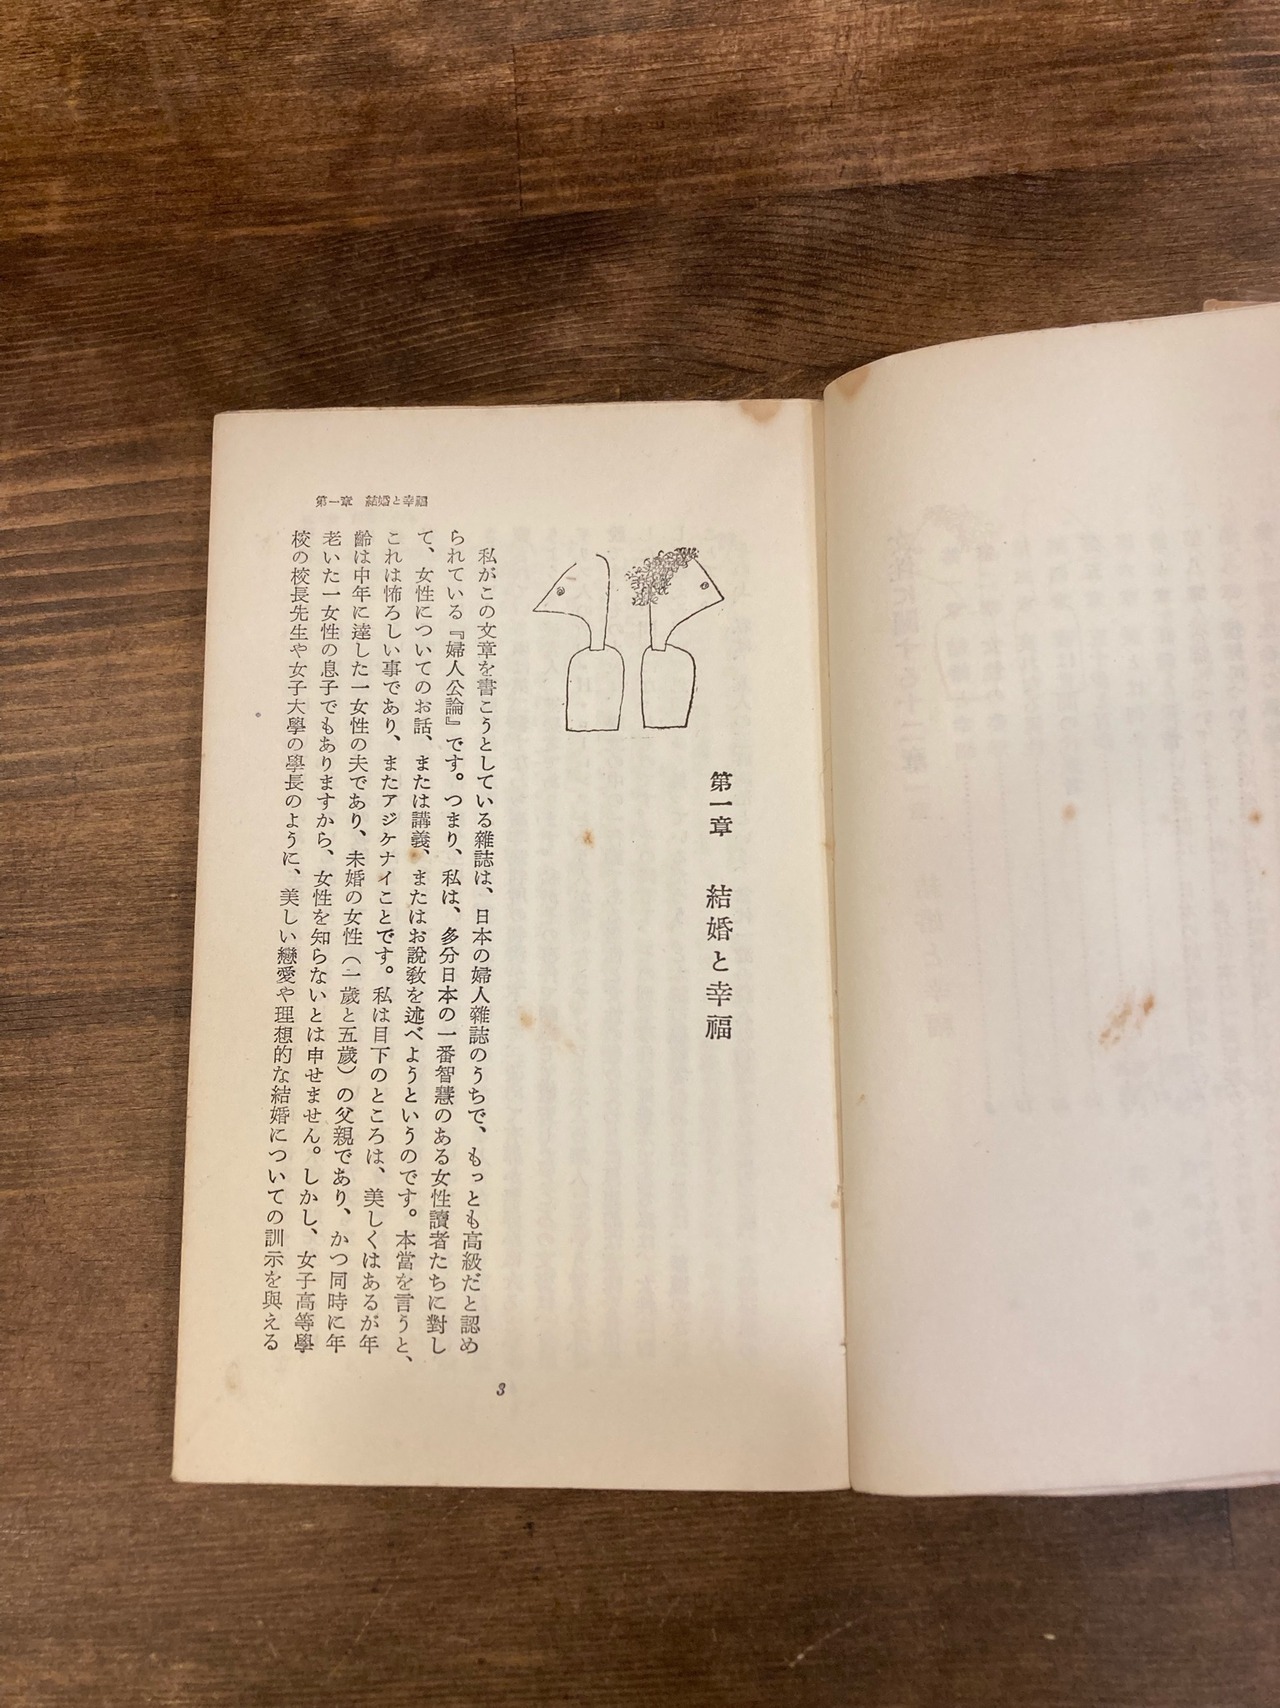 第一章　結婚と幸福
第一章　結婚と幸福
私がこの文章を書こうとしている雜誌は、日本の婦人雜誌のうちで、もっとも高級だと認め
られている『婦人公論』です。つまり、私は、多分日本の一番智慧のある女性讀者たちに對し
て、女性についてのお話、または講義、またはお說敎を述べようというのです。本當を言うと、
これは怖ろしい事であり、またアジケナイことです。私は目下のところは、美しくはあるが年
齡は中年に達した一女性の夫であり、未婚の女性（一歲と五歲）の父親であり、かつ同時に年
老いた一女性の息子でもありますから、女性を知らないとは申せません。しかし、女子高等學
校の校長先生や女子大學の學長のように、美しい戀愛や理想的な結婚についての訓示を與える
3